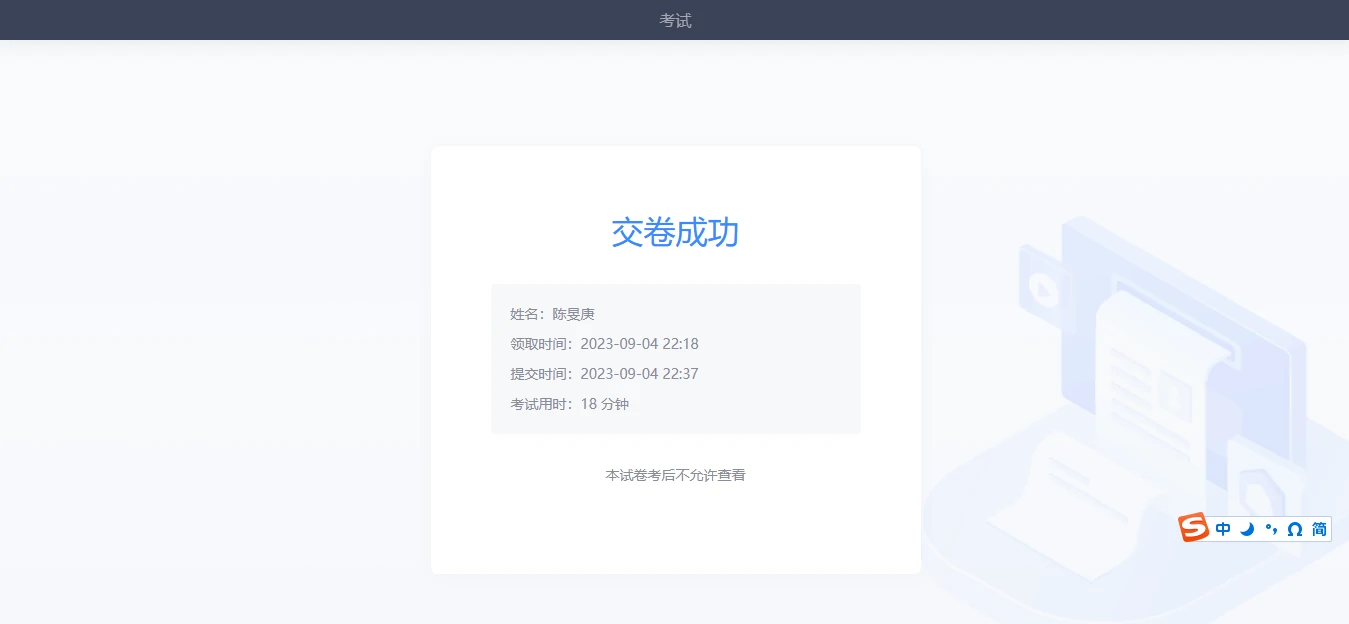 考试
交卷成功
姓名：陈旻庚
领取时间：2023-09-04 22:18
提交时间：2023-09-04 22:37
考试用时：18 分钟
本试卷考后不允许查看
S 中 简